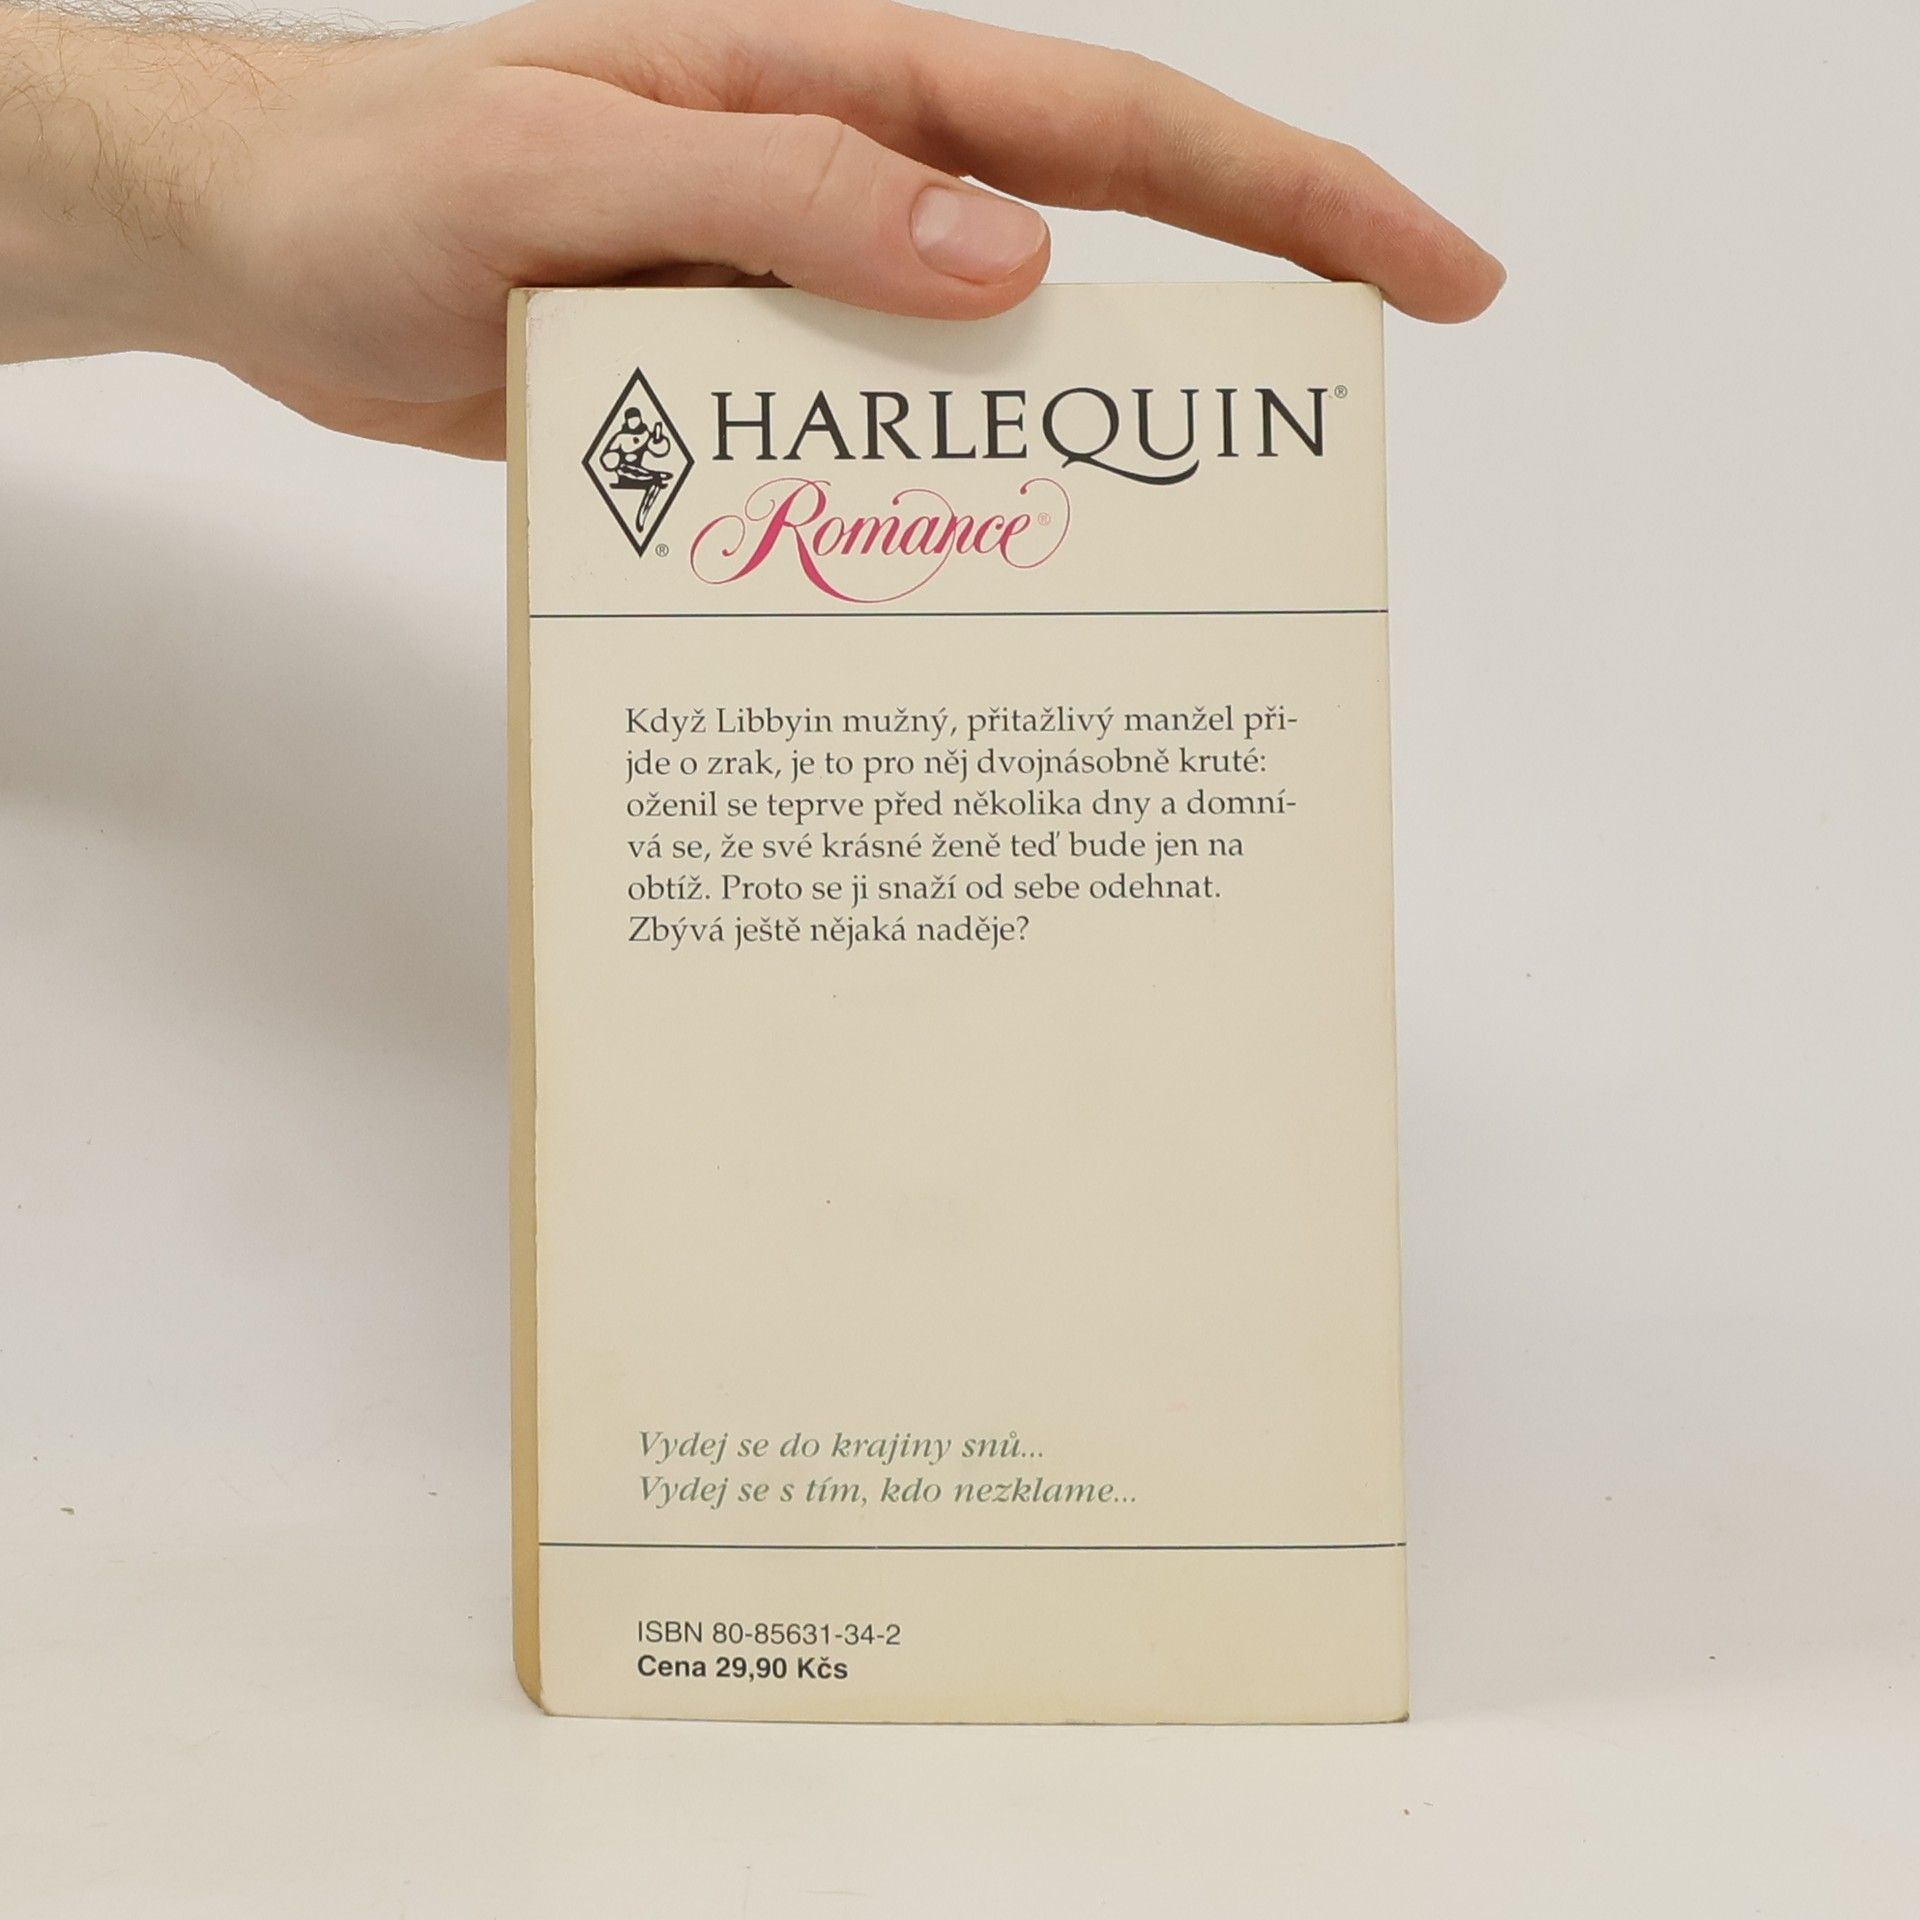 HARLEQUIN®
Romance®
®
Když Libbyin mužný, přitažlivý manžel při-
jde o zrak, je to pro něj dvojnásobně kruté:
oženil se teprve před několika dny a domní-
vá se, že své krásné ženě teď bude jen na
obtíž. Proto se ji snaží od sebe odehnat.
Zbývá ještě nějaká naděje?
Vydej se do krajiny snů...
Vydej se s tím, kdo nezklame...
ISBN 80-85631-34-2
Cena 29,90 Kčs